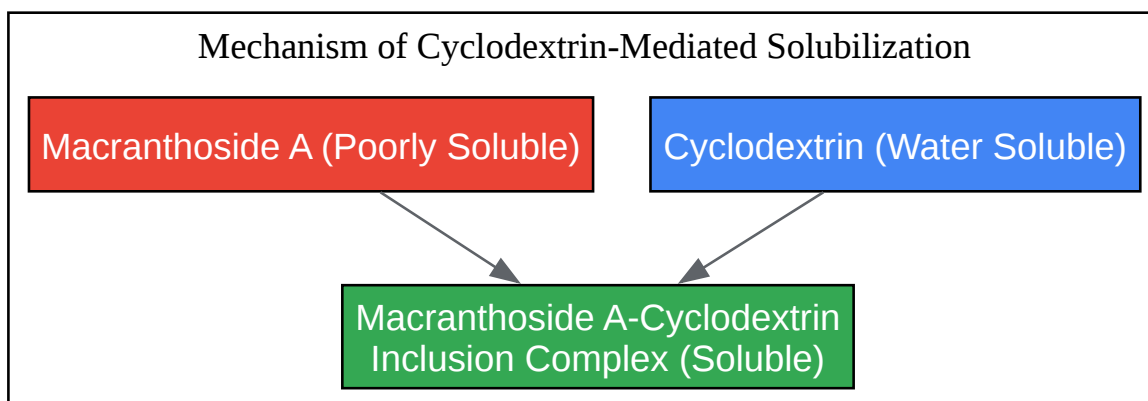 Mechanism of Cyclodextrin-Mediated Solubilization
Macranthoside A (Poorly Soluble)
Cyclodextrin (Water Soluble)
Macranthoside A-Cyclodextrin
Inclusion Complex (Soluble)